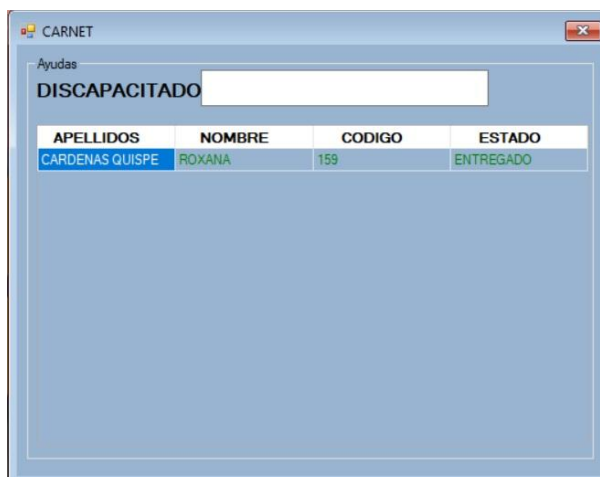 CARNET
Ayudas
DISCAPACITADO
APELLIDOS NOMBRE CODIGO ESTADO
CARDENAS QUISPE ROXANA 159 ENTREGADO